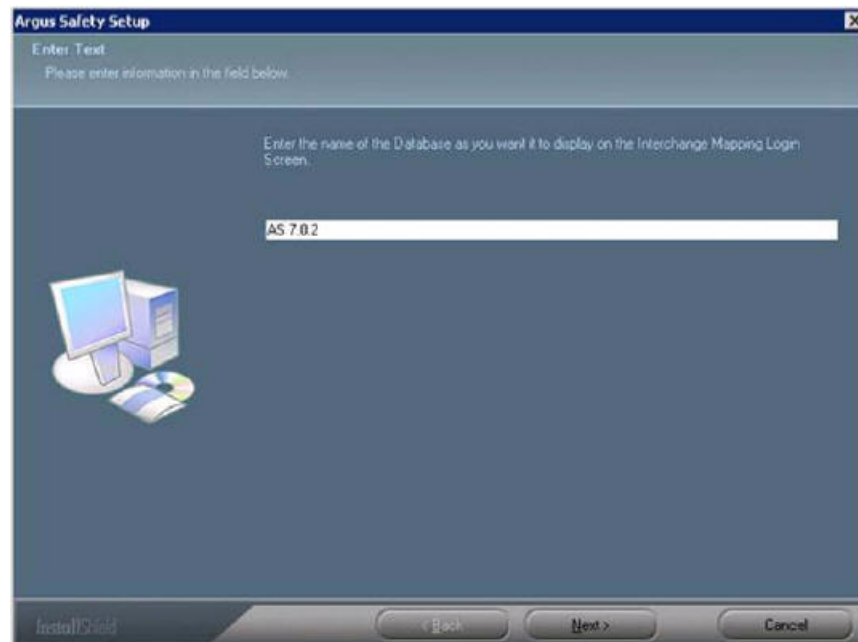 Argus Safety Setup
Enter Text
Please enter information in the field below.
Enter the name of the Database as you want it to display on the Interchange Mapping Login
Screen.
AS 7.0.2
InstallShield
< Back
Next >
Cancel